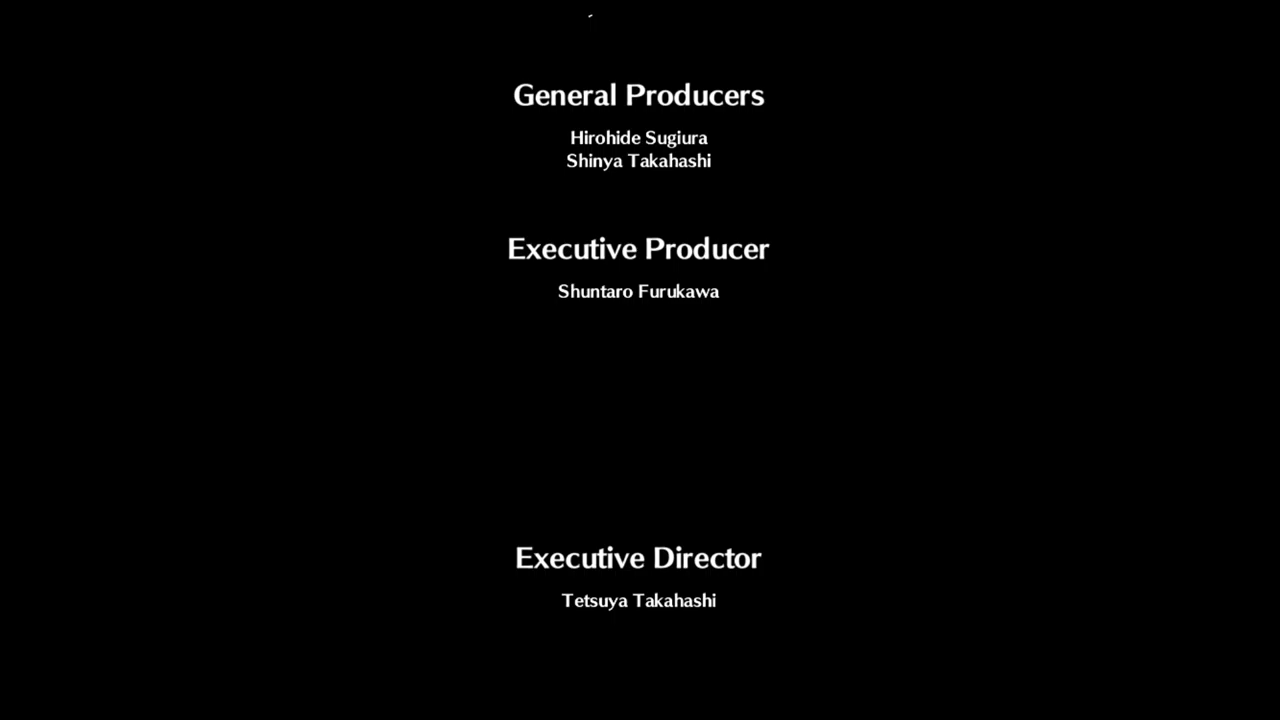 General Producers
Hirohide Sugiura
Shinya Takahashi
Executive Producer
Shuntaro Furukawa
Executive Director
Tetsuya Takahashi